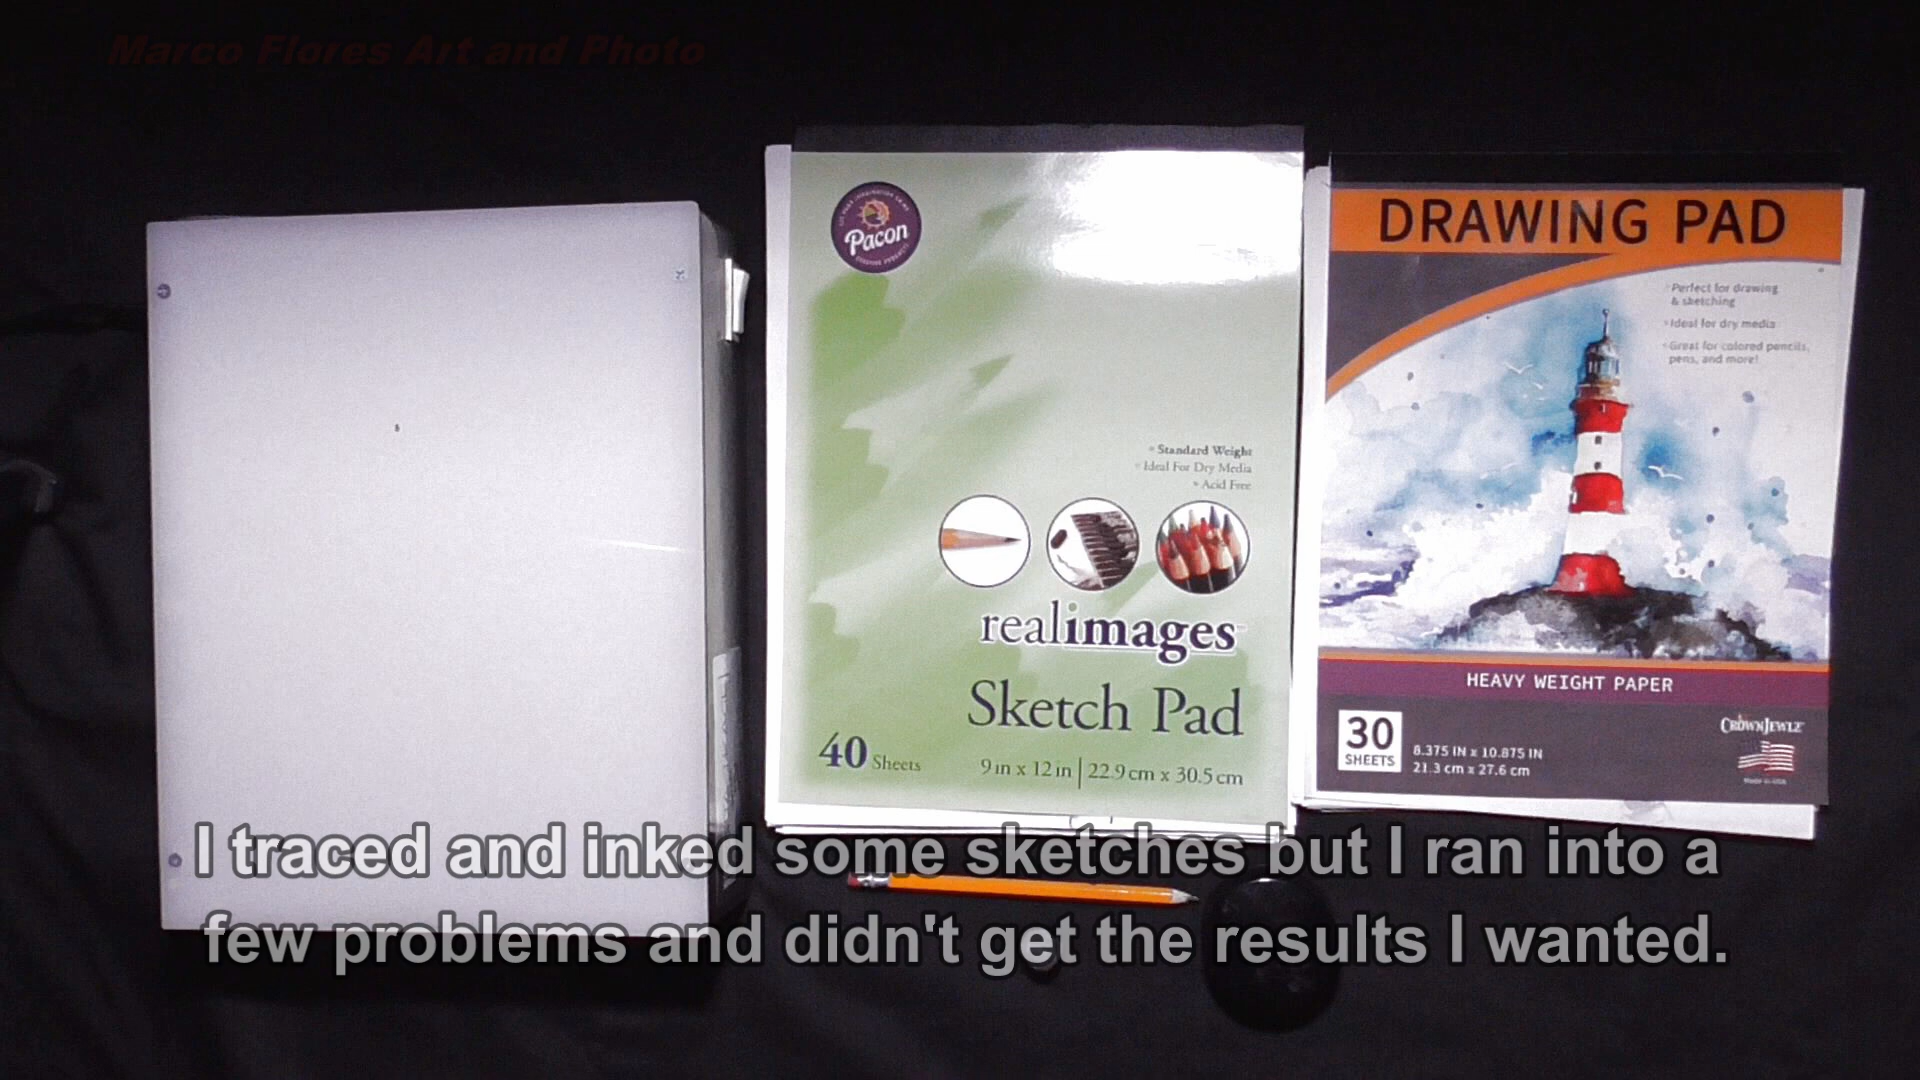 Marco Flores Art and Photo
Pacon
Standard Weight
Ideal For Dry Media
Acid Free
realimages
Sketch Pad
40 Sheets
9 in x 12 in | 22.9 cm x 30.5 cm
DRAWING PAD
Perfect for drawing
& sketching
Ideal for dry media
Great for colored pencils,
pens, and more!
HEAVY WEIGHT PAPER
30
SHEETS
8.375 IN x 10.875 IN
21.3 cm x 27.6 cm
CROWNJEWLZ
Made in USA
I traced and inked some sketches but I ran into a
few problems and didn't get the results I wanted.